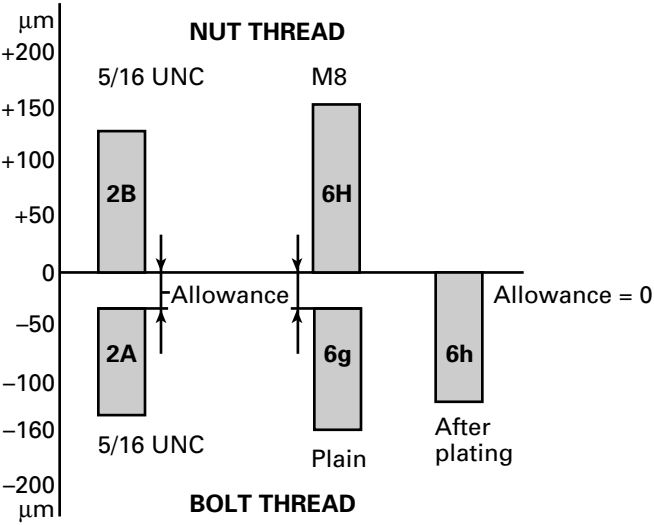 μm
NUT THREAD
+200
5/16 UNC
M8
+150
+100
2B
6H
+50
0
Allowance
Allowance = 0
−50
2A
6g
6h
−100
−160
After
plating
5/16 UNC
Plain
−200
μm
BOLT THREAD